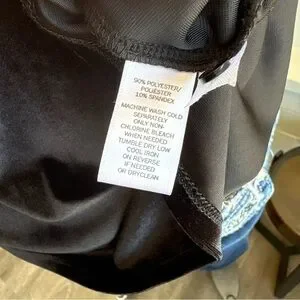 90% POLYESTER/
POLIÉSTER
10% SPANDEX
MACHINE WASH COLD
SEPARATELY
ONLY NON-
CHLORINE BLEACH
WHEN NEEDED
TUMBLE DRY LOW
COOL IRON
ON REVERSE
IF NEEDED
OR DRYCLEAN